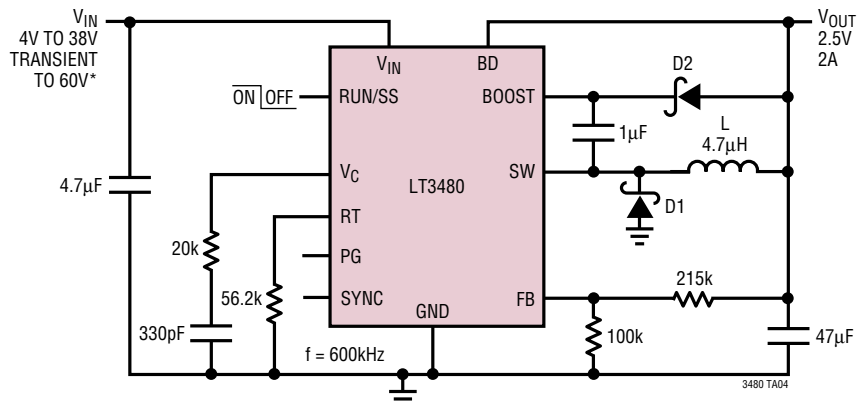 VIN
4V TO 38V
TRANSIENT
TO 60V*
VOUT
2.5V
2A
VIN
BD
D2
ON OFF
RUN/SS
BOOST
L
4.7µH
1µF
VC
SW
4.7µF
LT3480
D1
RT
20k
PG
215k
56.2k
SYNC
GND
FB
330pF
100k
47µF
f = 600kHz
3480 TA04